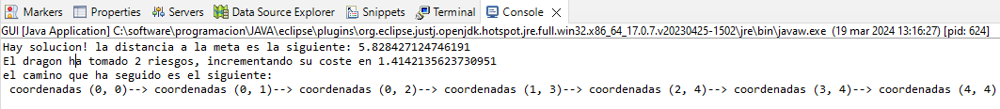 Markers Properties Servers Data Source Explorer Snippets Terminal Console
GUI [Java Application] C:\software\programacion\JAVA\eclipse\plugins\org.eclipse.justj.openjdk.hotspot.jre.full.win32.x86_64_17.0.7.v20230425-1502\jre\bin\javaw.exe (19 mar 2024 13:16:27) [pid: 624]
Hay solucion! la distancia a la meta es la siguiente: 5.828427124746191
El dragon ha tomado 2 riesgos, incrementando su coste en 1.4142135623730951
el camino que ha seguido es el siguiente:
coordenadas (0, 0)--> coordenadas (0, 1)--> coordenadas (0, 2)--> coordenadas (1, 3)--> coordenadas (2, 4)--> coordenadas (3, 4)--> coordenadas (4, 4)